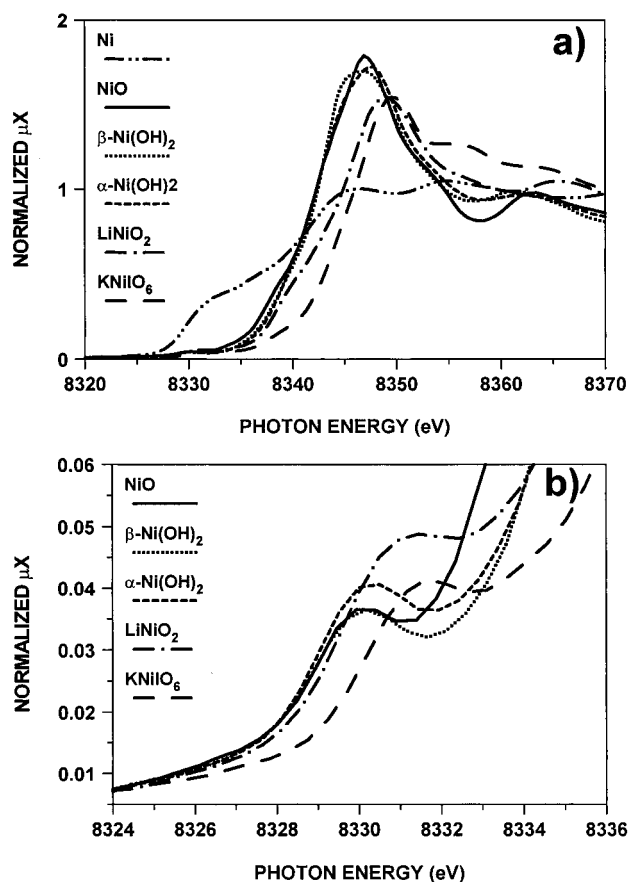 a)
NORMALIZED μX
2
1
0
Ni
NiO
β-Ni(OH)2
α-Ni(OH)2
LiNiO2
KNiIO6
8320 8330 8340 8350 8360 8370
PHOTON ENERGY (eV)
b)
NORMALIZED μX
0.06
0.05
0.04
0.03
0.02
0.01
NiO
β-Ni(OH)2
α-Ni(OH)2
LiNiO2
KNiIO6
8324 8326 8328 8330 8332 8334 8336
PHOTON ENERGY (eV)